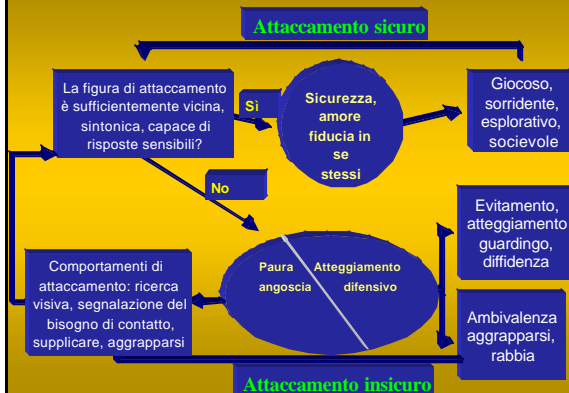 Attaccamento sicuro
La figura di attaccamento
è sufficientemente vicina,
sintonica, capace di
risposte sensibili?
Sì
Sicurezza,
amore
fiducia in
se
stessi
Giocoso,
sorridente,
esplorativo,
socievole
No
Evitamento,
atteggiamento
guardingo,
diffidenza
Comportamenti di
attaccamento: ricerca
visiva, segnalazione del
bisogno di contatto,
supplicare, aggrapparsi
Paura
angoscia
Atteggiamento
difensivo
Ambivalenza
aggrapparsi,
rabbia
Attaccamento insicuro